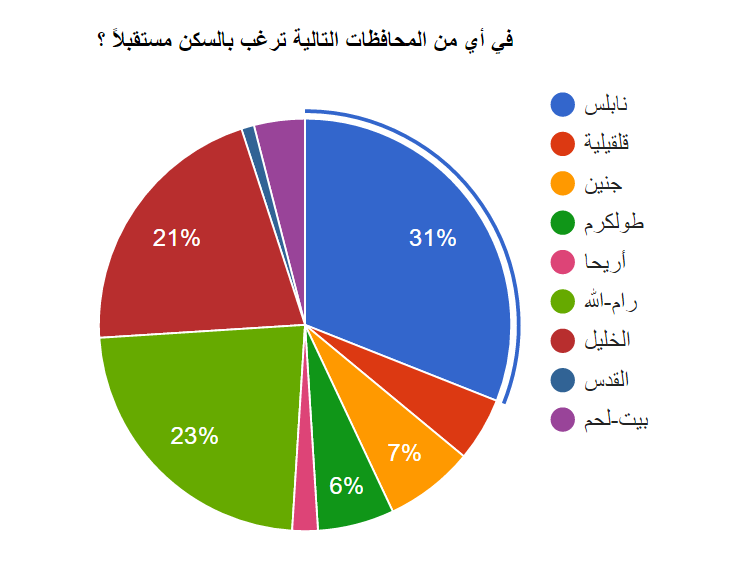 في أي من المحافظات التالية ترغب بالسكن مستقبلاً ؟
نابلس
قلقيلية
جنين
طولكرم
أريحا
رام-الله
الخليل
القدس
بيت-لحم
31%
21%
23%
7%
6%